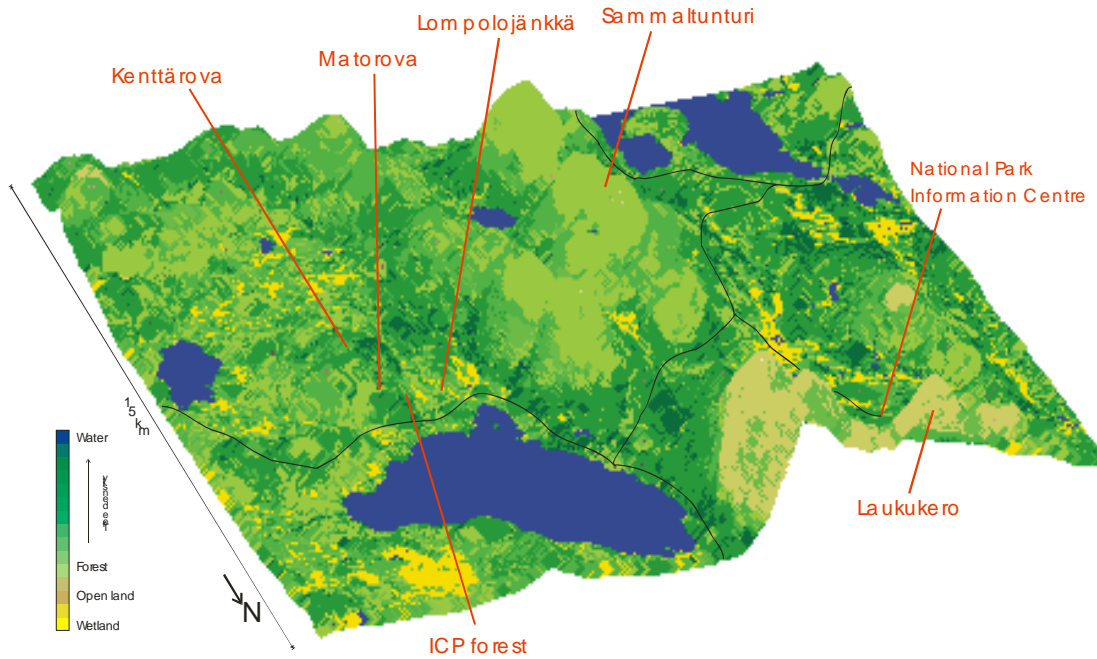 Sammaltunturi
Lompolojänkkä
Matorova
Kenttärova
National Park
Information Centre
15 km
Water
Forest
Open land
Wetland
N
Laukukero
ICP forest